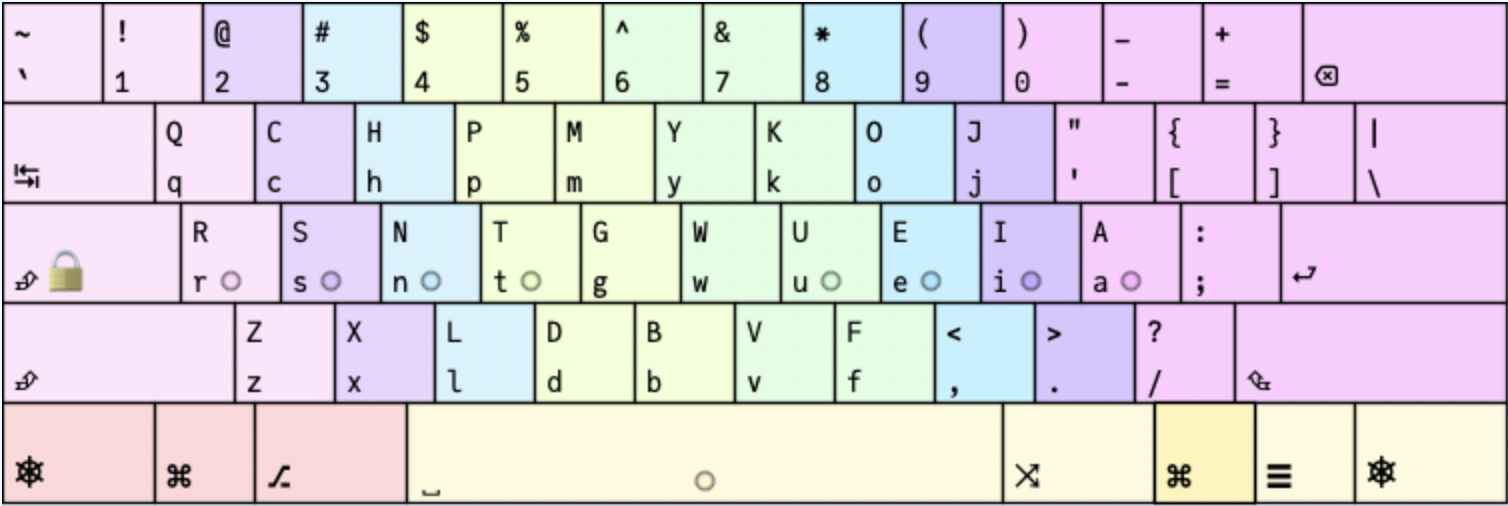 ~ ! @ # $ % ^ & * ( ) _ +
` 1 2 3 4 5 6 7 8 9 0 - =
Q C H P M Y K O J " { } |
q c h p m y k o j ' [ ] \
R S N T G W U E I A :
r s n t g w u e i a ;
Z X L D B V F < > ?
z x l d b v f , . /